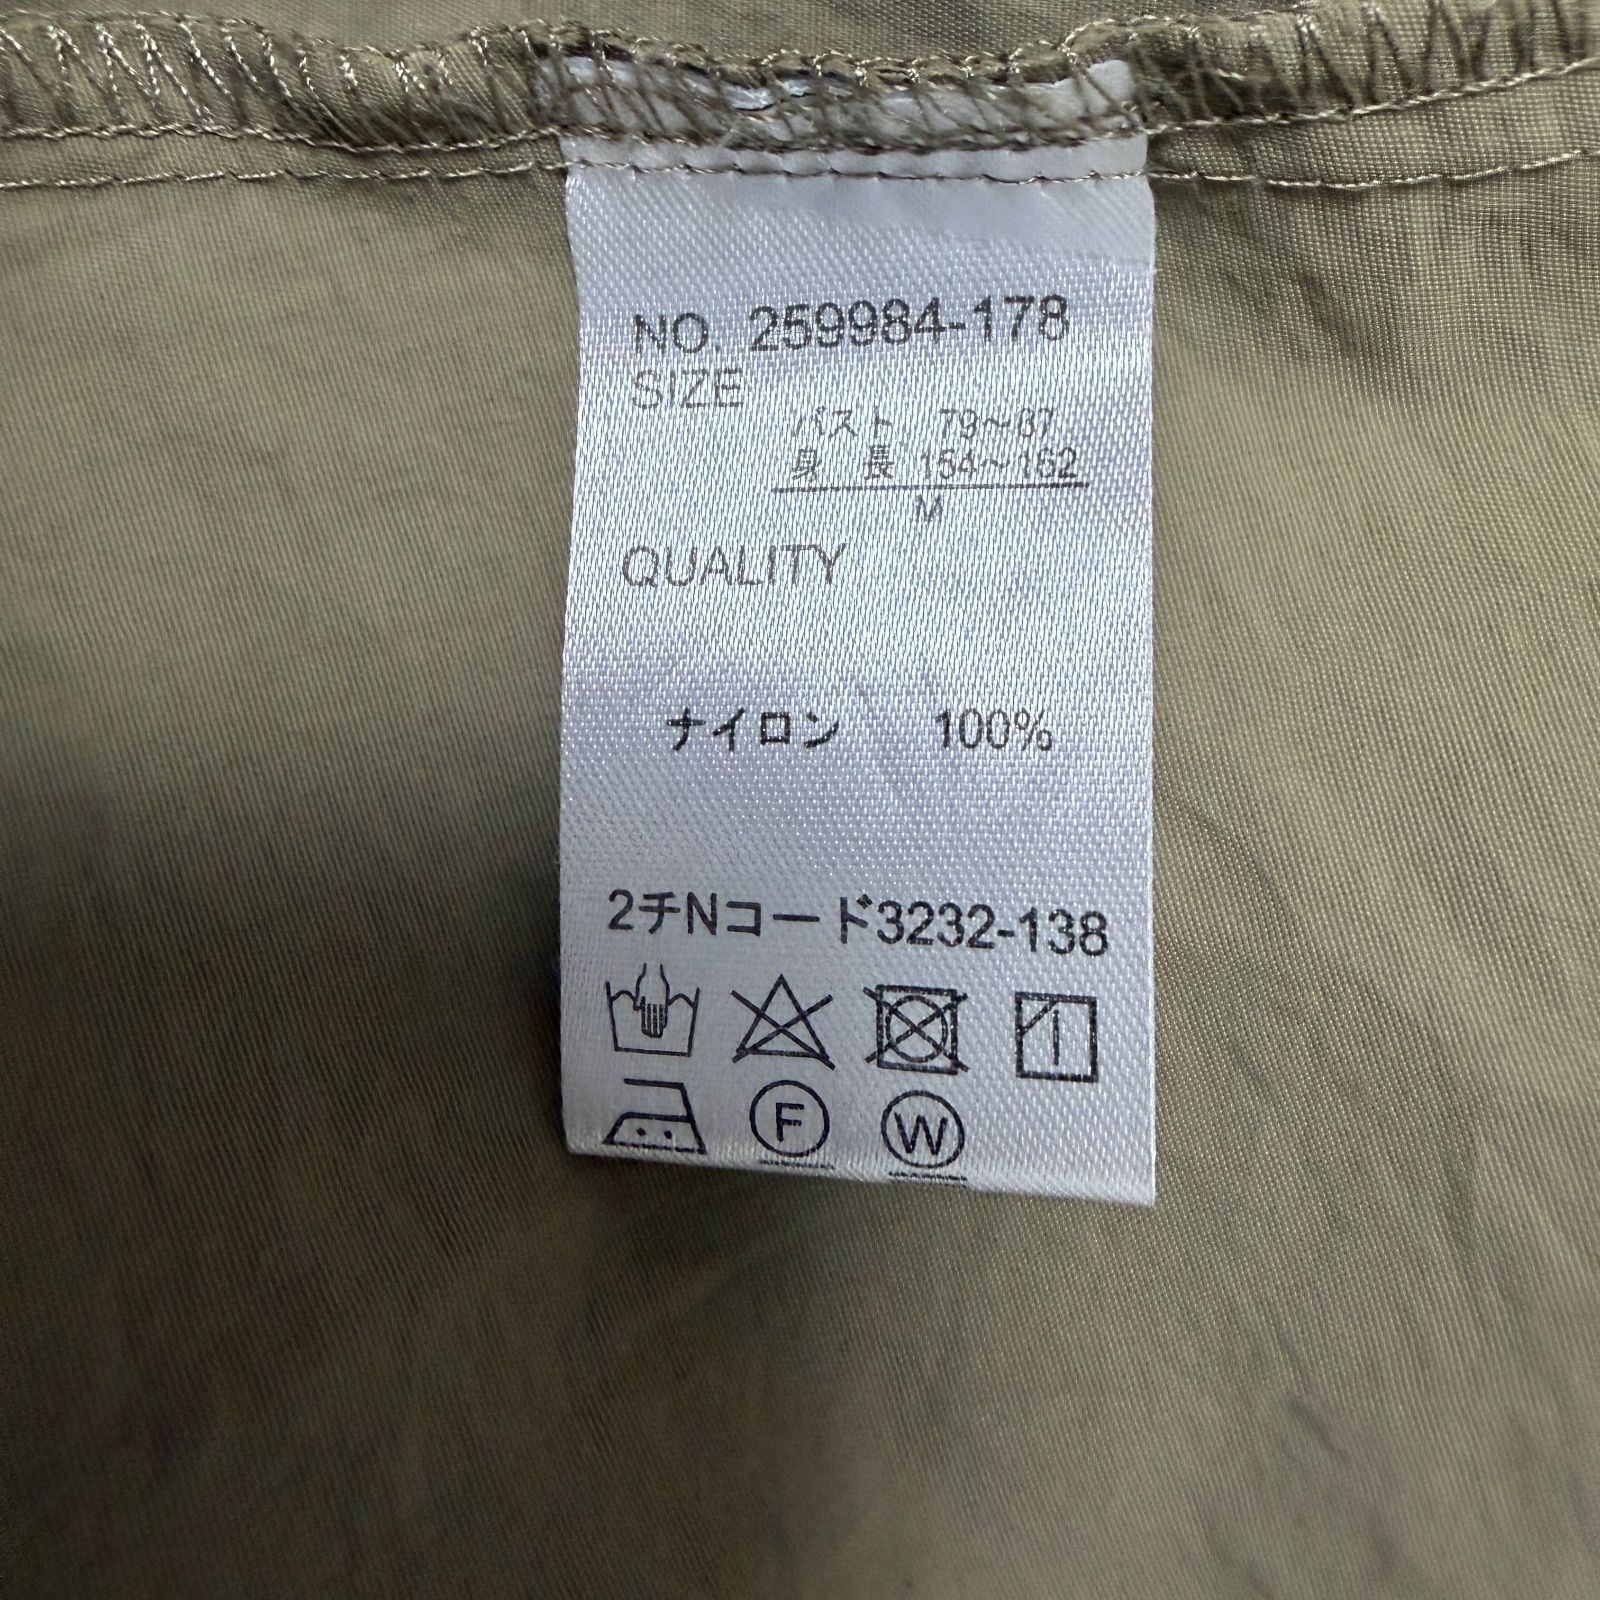 NO. 259984-178
SIZE
バスト 79～87
身 長 154～162
M
QUALITY
ナイロン 100%
2チNコード3232-138
F W